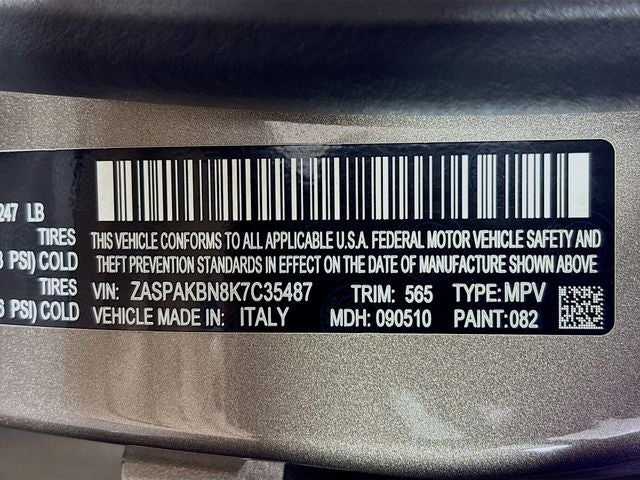 247 LB
TIRES
PSI) COLD
TIRES
PSI) COLD
THIS VEHICLE CONFORMS TO ALL APPLICABLE U.S.A. FEDERAL MOTOR VEHICLE SAFETY AND
THEFT PREVENTION STANDARDS IN EFFECT ON THE DATE OF MANUFACTURE SHOWN ABOVE
VIN: ZASPAKBN8K7C35487 TRIM: 565 TYPE: MPV
VEHICLE MADE IN ITALY MDH: 090510 PAINT: 082